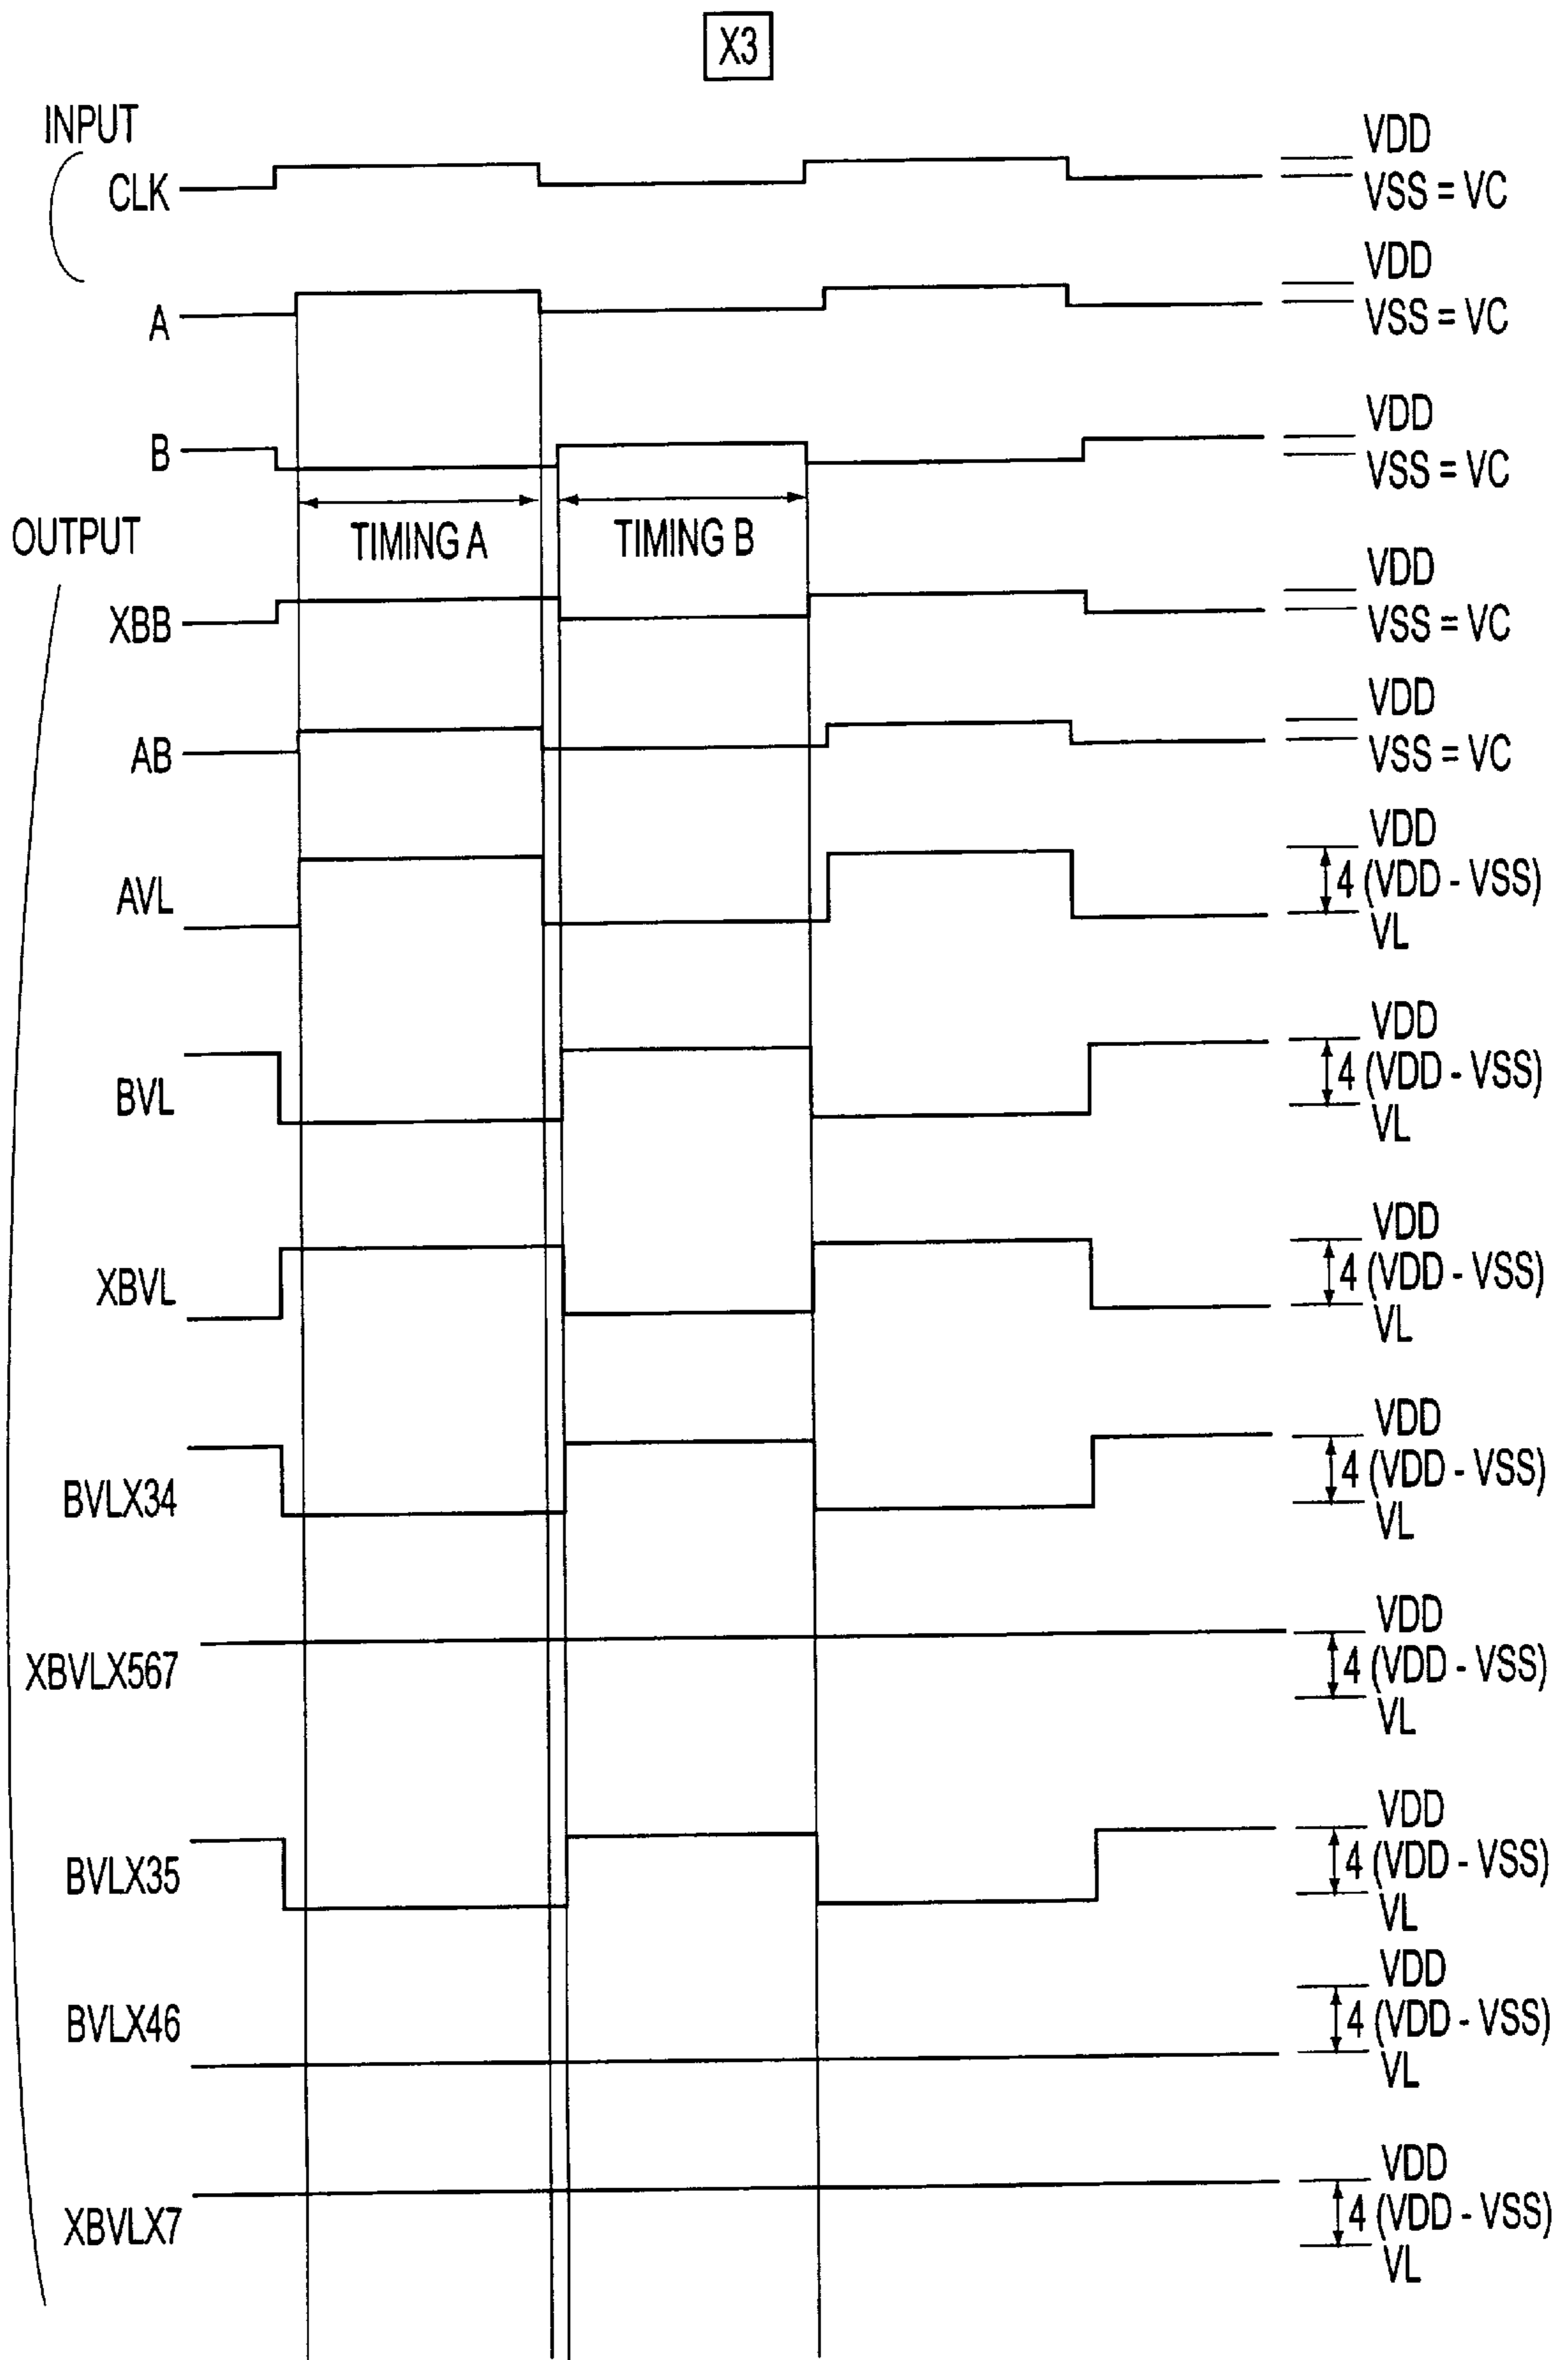 X3
INPUT
CLK
VDD
VSS = VC
A
VDD
VSS = VC
B
VDD
VSS = VC
TIMING A
TIMING B
OUTPUT
XBB
VDD
VSS = VC
AB
VDD
VSS = VC
AVL
VDD
4 (VDD - VSS)
VL
BVL
VDD
4 (VDD - VSS)
VL
XBVL
VDD
4 (VDD - VSS)
VL
BVLX34
VDD
4 (VDD - VSS)
VL
XBVLX567
VDD
4 (VDD - VSS)
VL
BVLX35
VDD
4 (VDD - VSS)
VL
BVLX46
VDD
4 (VDD - VSS)
VL
XBVLX7
VDD
4 (VDD - VSS)
VL